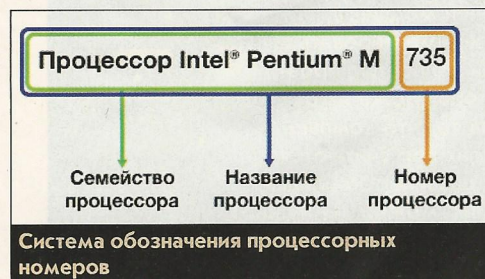 Процессор Intel® Pentium® M 735
Семейство Название Номер
процессора процессора процессора
Система обозначения процессорных
номеров